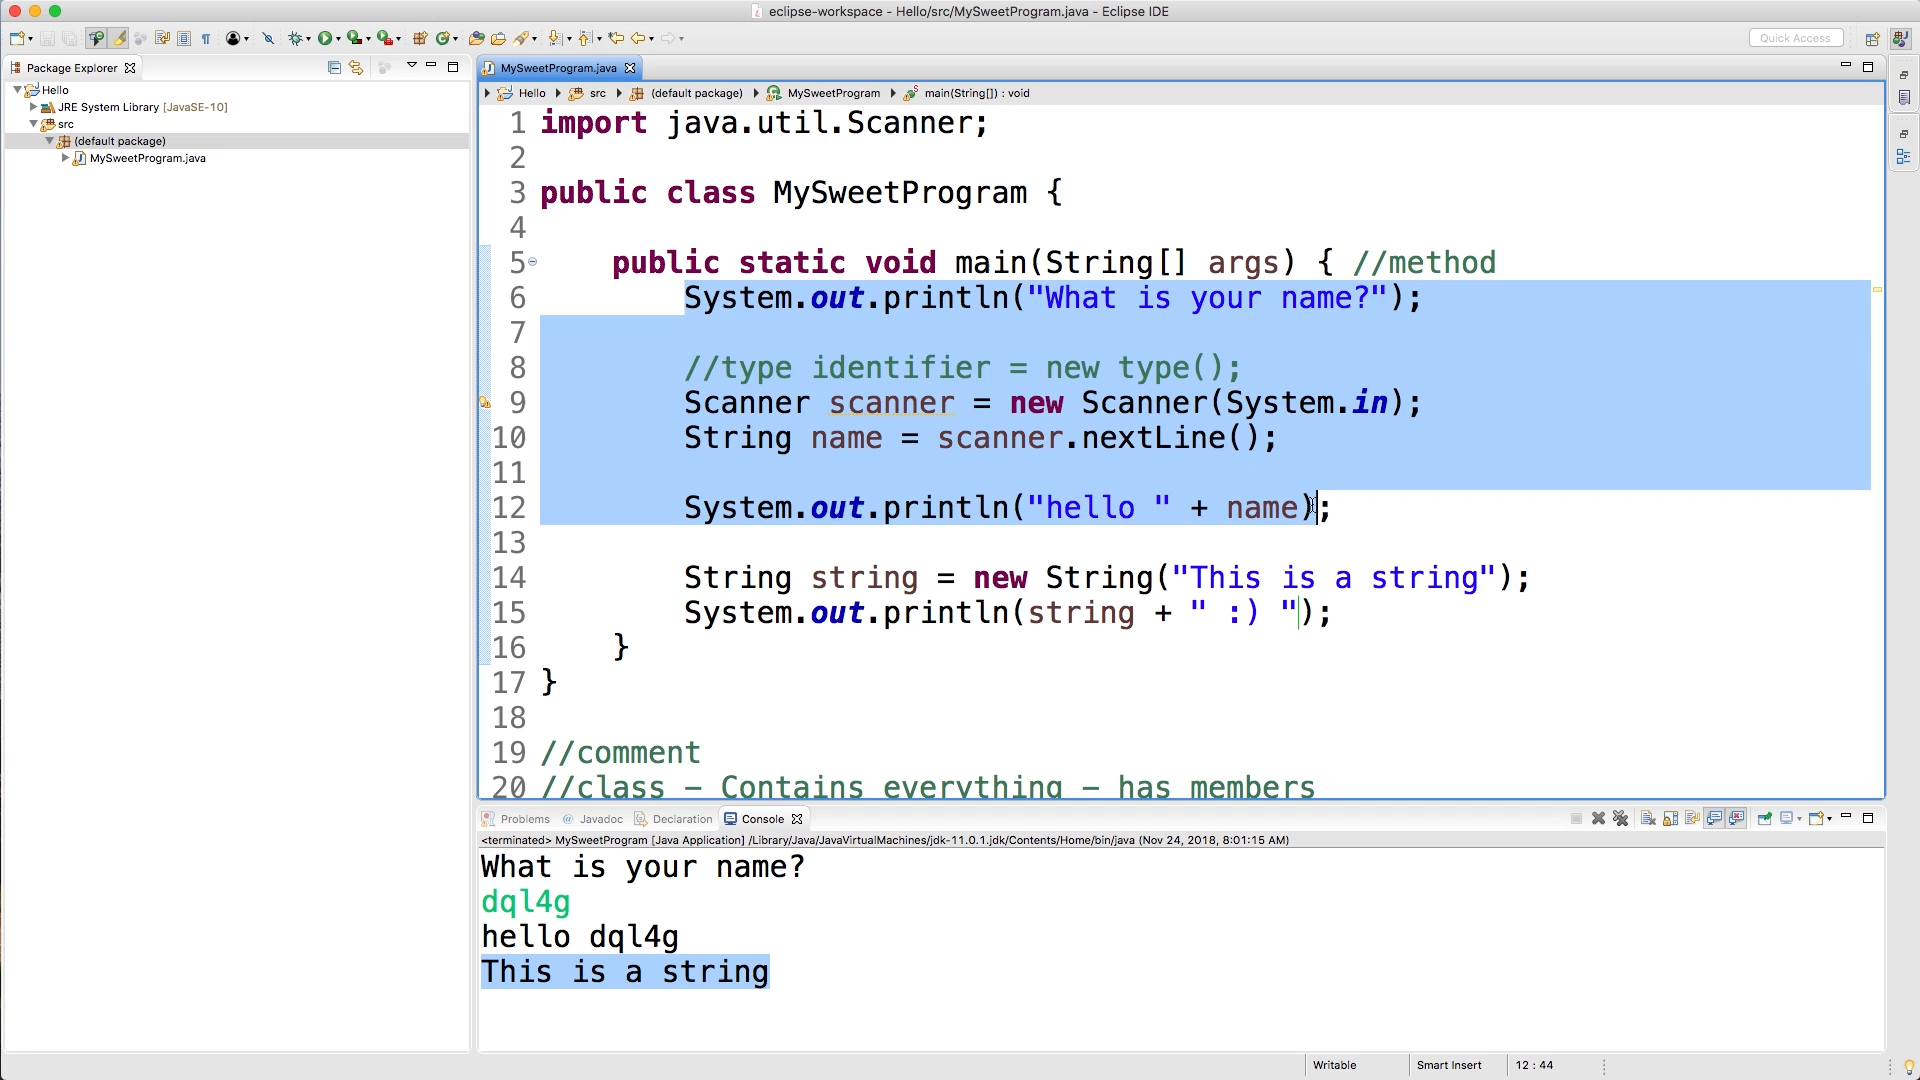 eclipse-workspace - Hello/src/MySweetProgram.java - Eclipse IDE
Quick Access
Package Explorer
Hello
JRE System Library [JavaSE-10]
src
(default package)
MySweetProgram.java
MySweetProgram.java
Hello src (default package) MySweetProgram main(String[]) : void
1 import java.util.Scanner;
2
3 public class MySweetProgram {
4
5 public static void main(String[] args) { //method
6 System.out.println("What is your name?");
7
8 //type identifier = new type();
9 Scanner scanner = new Scanner(System.in);
10 String name = scanner.nextLine();
11
12 System.out.println("hello " + name);
13
14 String string = new String("This is a string");
15 System.out.println(string + " :) ");
16 }
17 }
18
19 //comment
20 //class – Contains everything – has members
Problems @ Javadoc Declaration Console
<terminated> MySweetProgram [Java Application] /Library/Java/JavaVirtualMachines/jdk-11.0.1.jdk/Contents/Home/bin/java (Nov 24, 2018, 8:01:15 AM)
What is your name?
dql4g
hello dql4g
This is a string
Writable Smart Insert 12 : 44